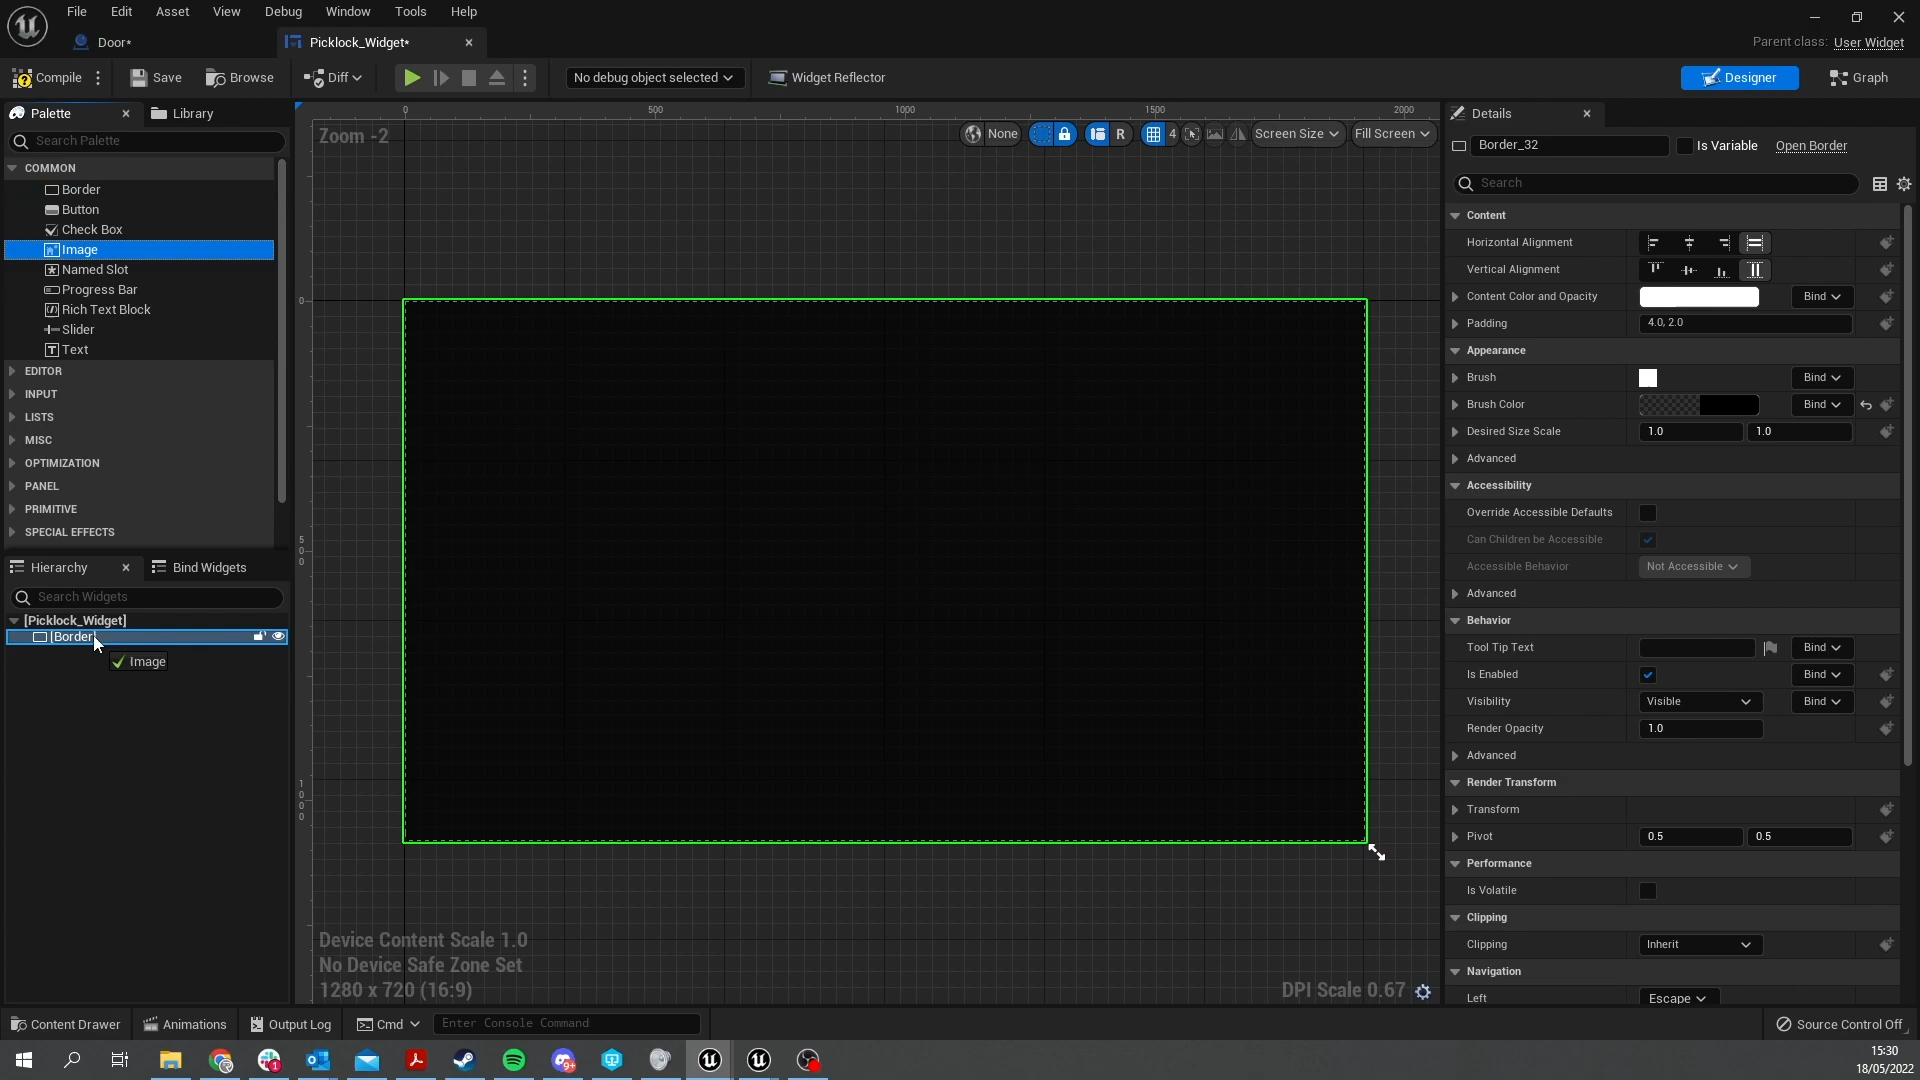 File Edit Asset View Debug Window Tools Help
Door*
Picklock_Widget*
Parent class: User Widget
Compile
Save
Browse
Diff
No debug object selected
Widget Reflector
Designer
Graph
Palette
Library
Search Palette
COMMON
Border
Button
Check Box
Image
Named Slot
Progress Bar
Rich Text Block
Slider
Text
EDITOR
INPUT
LISTS
MISC
OPTIMIZATION
PANEL
PRIMITIVE
SPECIAL EFFECTS
Hierarchy
Bind Widgets
Search Widgets
[Picklock_Widget]
[Border]
Image
0 500 1000 1500 2000
Zoom -2
None
R
4
Screen Size
Fill Screen
0
500
1000
Device Content Scale 1.0
No Device Safe Zone Set
1280 x 720 (16:9)
DPI Scale 0.67
Details
Border_32
Is Variable
Open Border
Search
Content
Horizontal Alignment
Vertical Alignment
Content Color and Opacity Bind
Padding 4.0, 2.0
Appearance
Brush Bind
Brush Color Bind
Desired Size Scale 1.0 1.0
Advanced
Accessibility
Override Accessible Defaults
Can Children be Accessible
Accessible Behavior Not Accessible
Advanced
Behavior
Tool Tip Text Bind
Is Enabled Bind
Visibility Visible Bind
Render Opacity 1.0
Advanced
Render Transform
Transform
Pivot 0.5 0.5
Performance
Is Volatile
Clipping
Clipping Inherit
Navigation
Left Escape
Content Drawer
Animations
Output Log
Cmd
Enter Console Command
Source Control Off
1
9+
15:30
18/05/2022